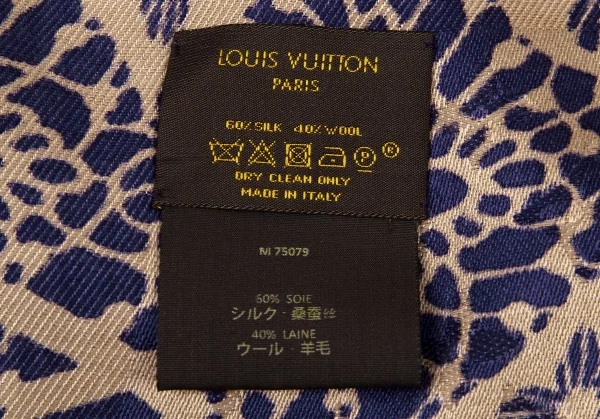 LOUIS VUITTON
PARIS
60% SILK 40% WOOL
P ®
DRY CLEAN ONLY
MADE IN ITALY
M 75079
60% SOIE
シルク・桑蚕丝
40% LAINE
ウール・羊毛